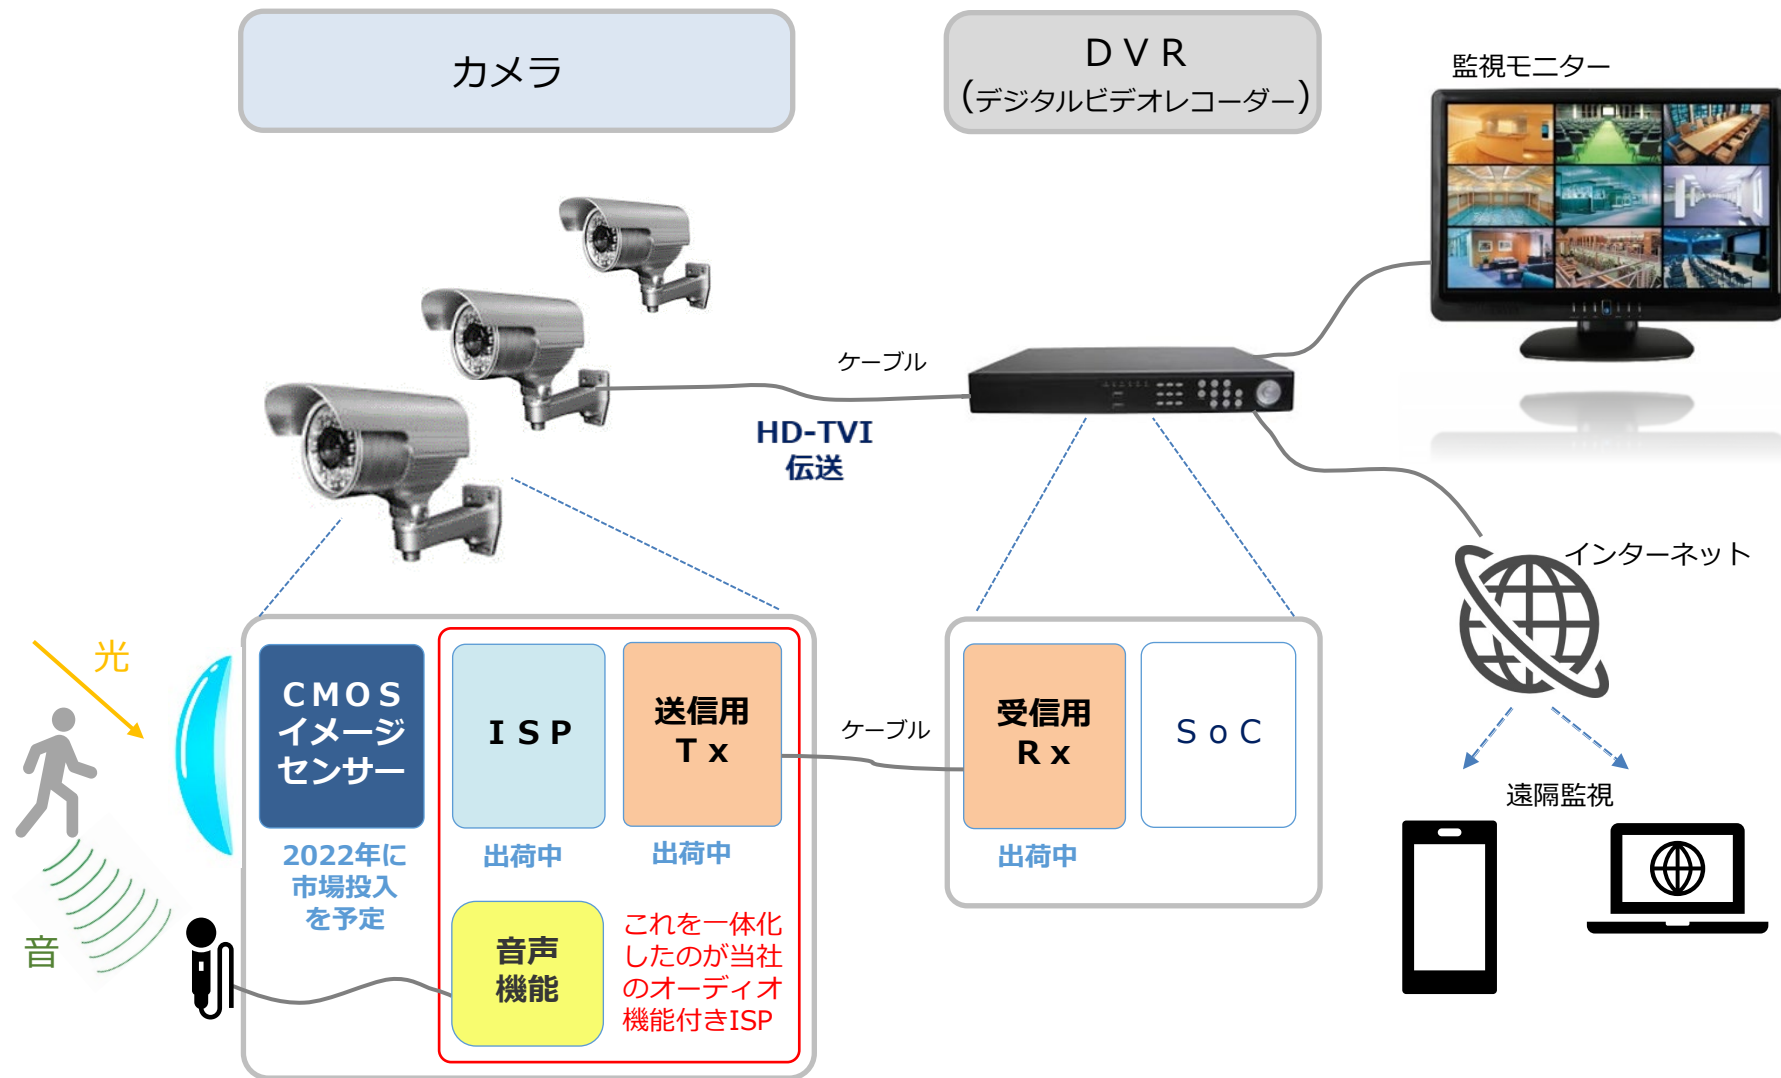 カメラ
ＤＶＲ
(デジタルビデオレコーダー)
監視モニター
ケーブル
HD-TVI
伝送
インターネット
光
CMOS
イメージ
センサー
ISP
送信用
Tx
ケーブル
受信用
Rx
SoC
2022年に
市場投入
を予定
出荷中
出荷中
出荷中
遠隔監視
音
音声
機能
これを一体化
したのが当社
のオーディオ
機能付きISP